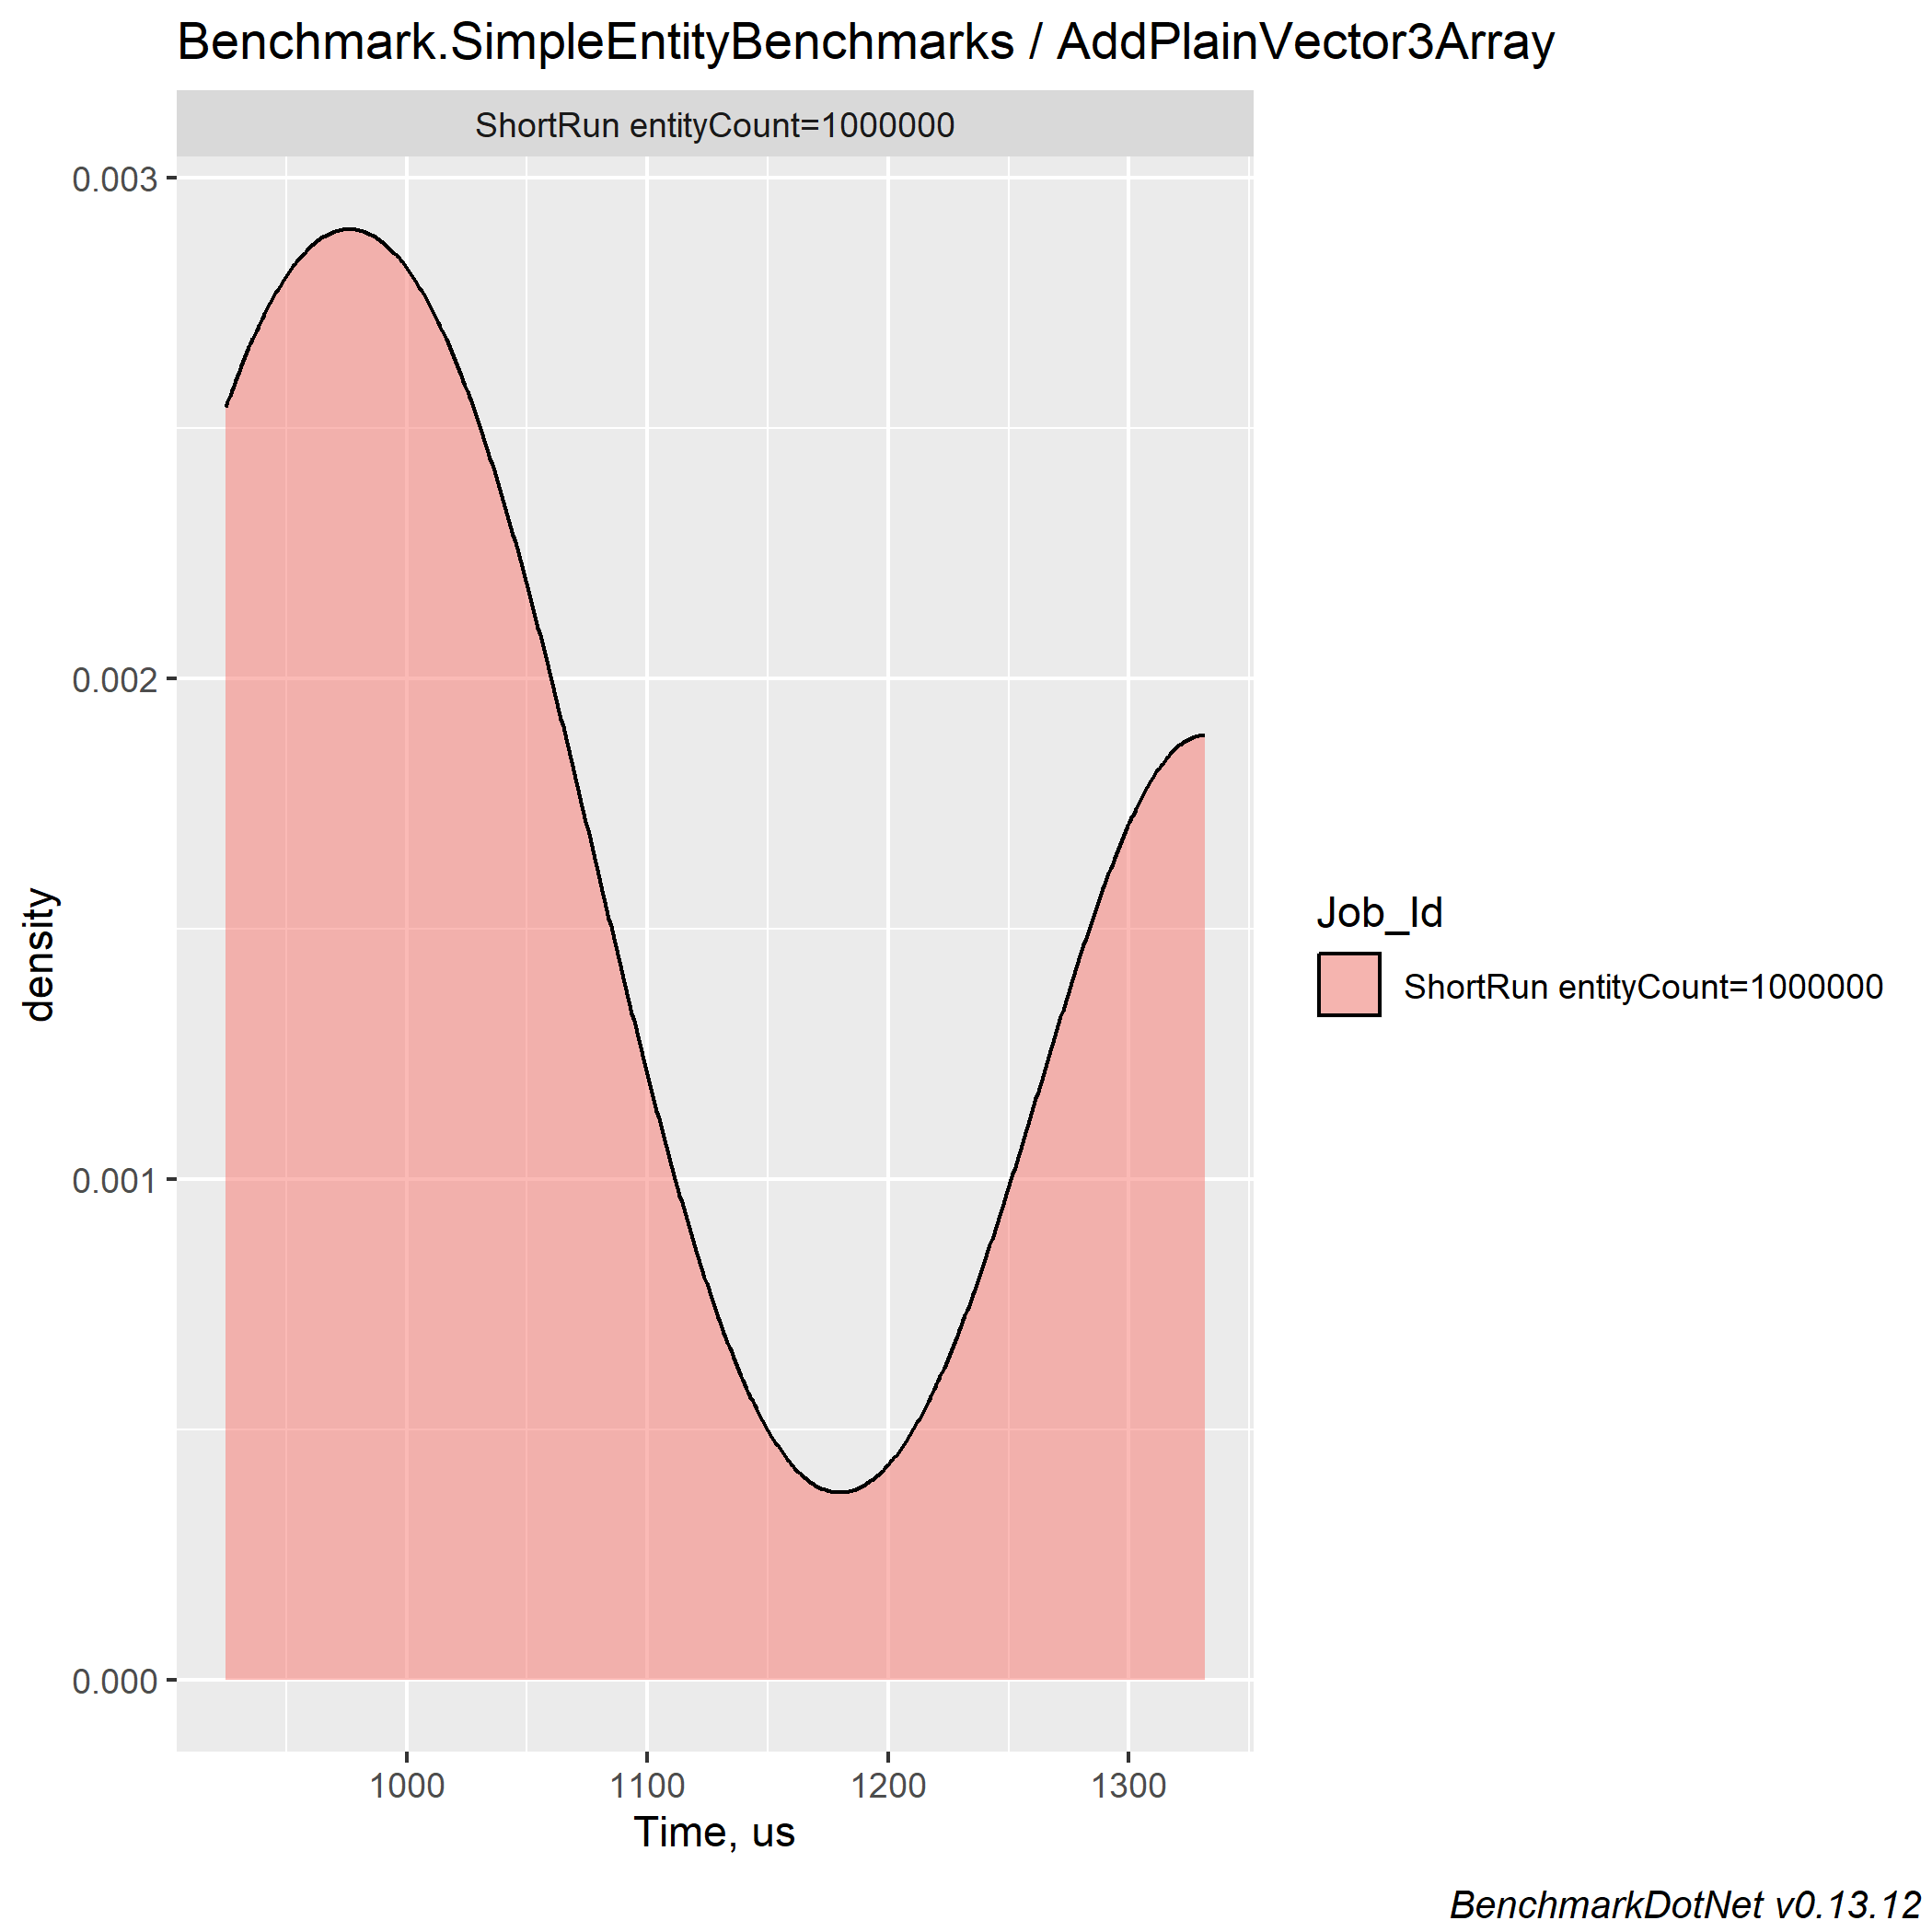 Benchmark.SimpleEntityBenchmarks / AddPlainVector3Array
ShortRun entityCount=1000000
0.003
0.002
0.001
0.000
density
1000 1100 1200 1300
Time, us
Job_Id
ShortRun entityCount=1000000
BenchmarkDotNet v0.13.12